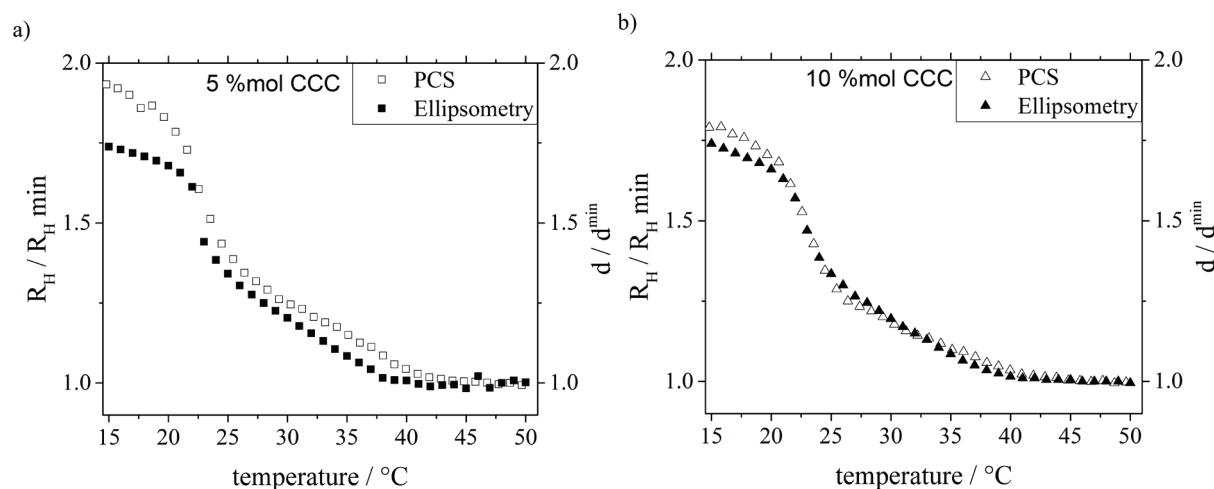 a)
5 %mol CCC
PCS
Ellipsometry
2.0
1.5
1.0
R_H / R_H min
2.0
1.5
1.0
d / d^min
15 20 25 30 35 40 45 50
temperature / °C
b)
10 %mol CCC
PCS
Ellipsometry
2.0
1.5
1.0
R_H / R_H min
2.0
1.5
1.0
d / d^min
15 20 25 30 35 40 45 50
temperature / °C